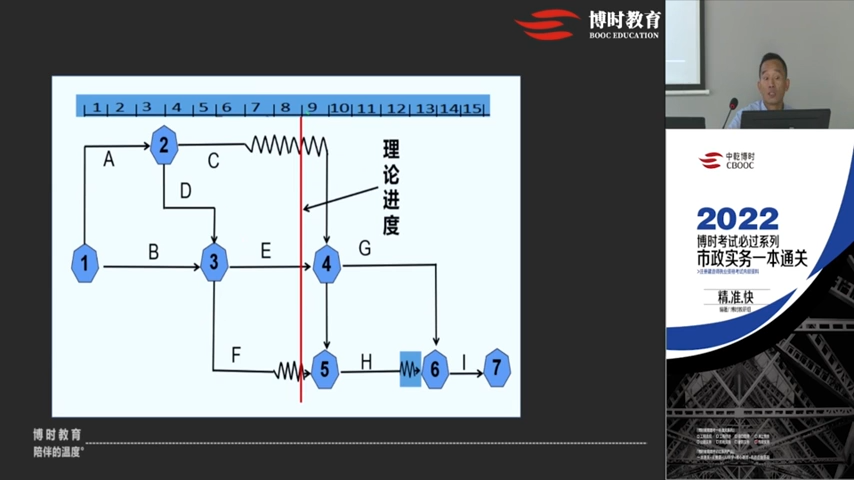 博时教育
BOOC EDUCATION
1 2 3 4 5 6 7 8 9 10 11 12 13 14 15
2
A
C
理论进度
D
1
B
3
E
4
G
F
5
H
6
I
7
博时教育
陪伴的温度
中乾博时
CBOOC
2022
博时考试必过系列
市政实务一本通关
精,准,快